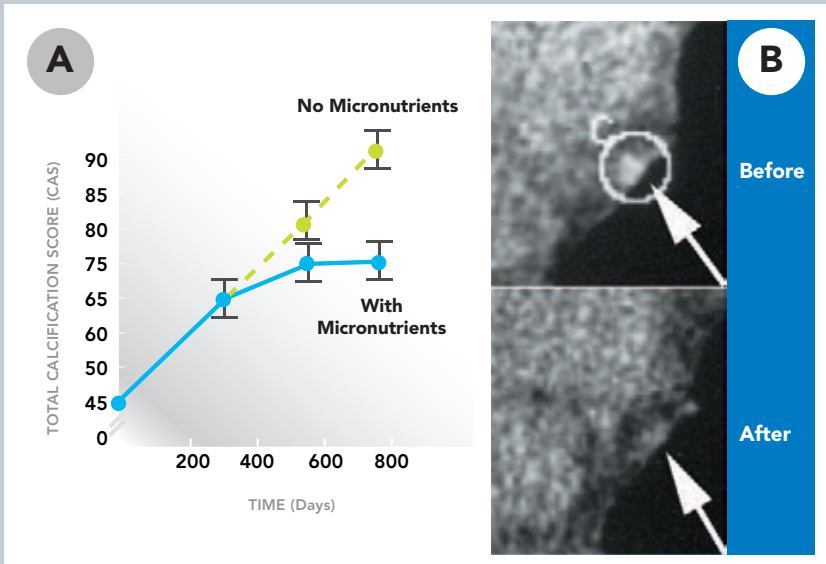 A
No Micronutrients
90
85
80
75
65
60
50
45
0
With
Micronutrients
TOTAL CALCIFICATION SCORE (CAS)
200 400 600 800
TIME (Days)
B
C
Before
After